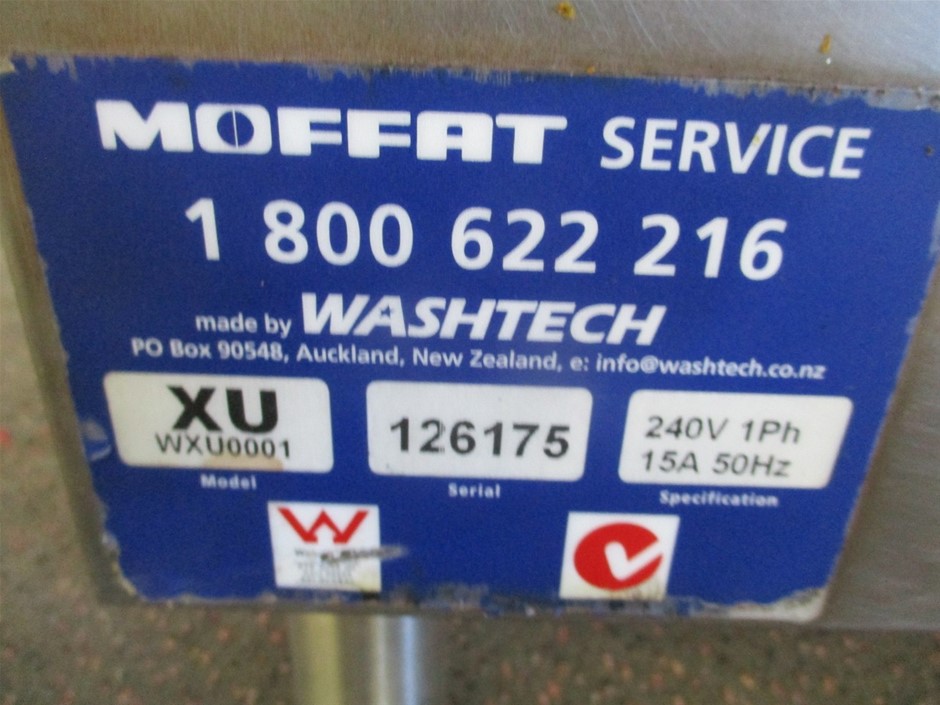 MOFFAT SERVICE
1 800 622 216
made by WASHTECH
PO Box 90548, Auckland, New Zealand, e: info@washtech.co.nz
XU
WXU0001
Model
126175
Serial
240V 1Ph
15A 50Hz
Specification